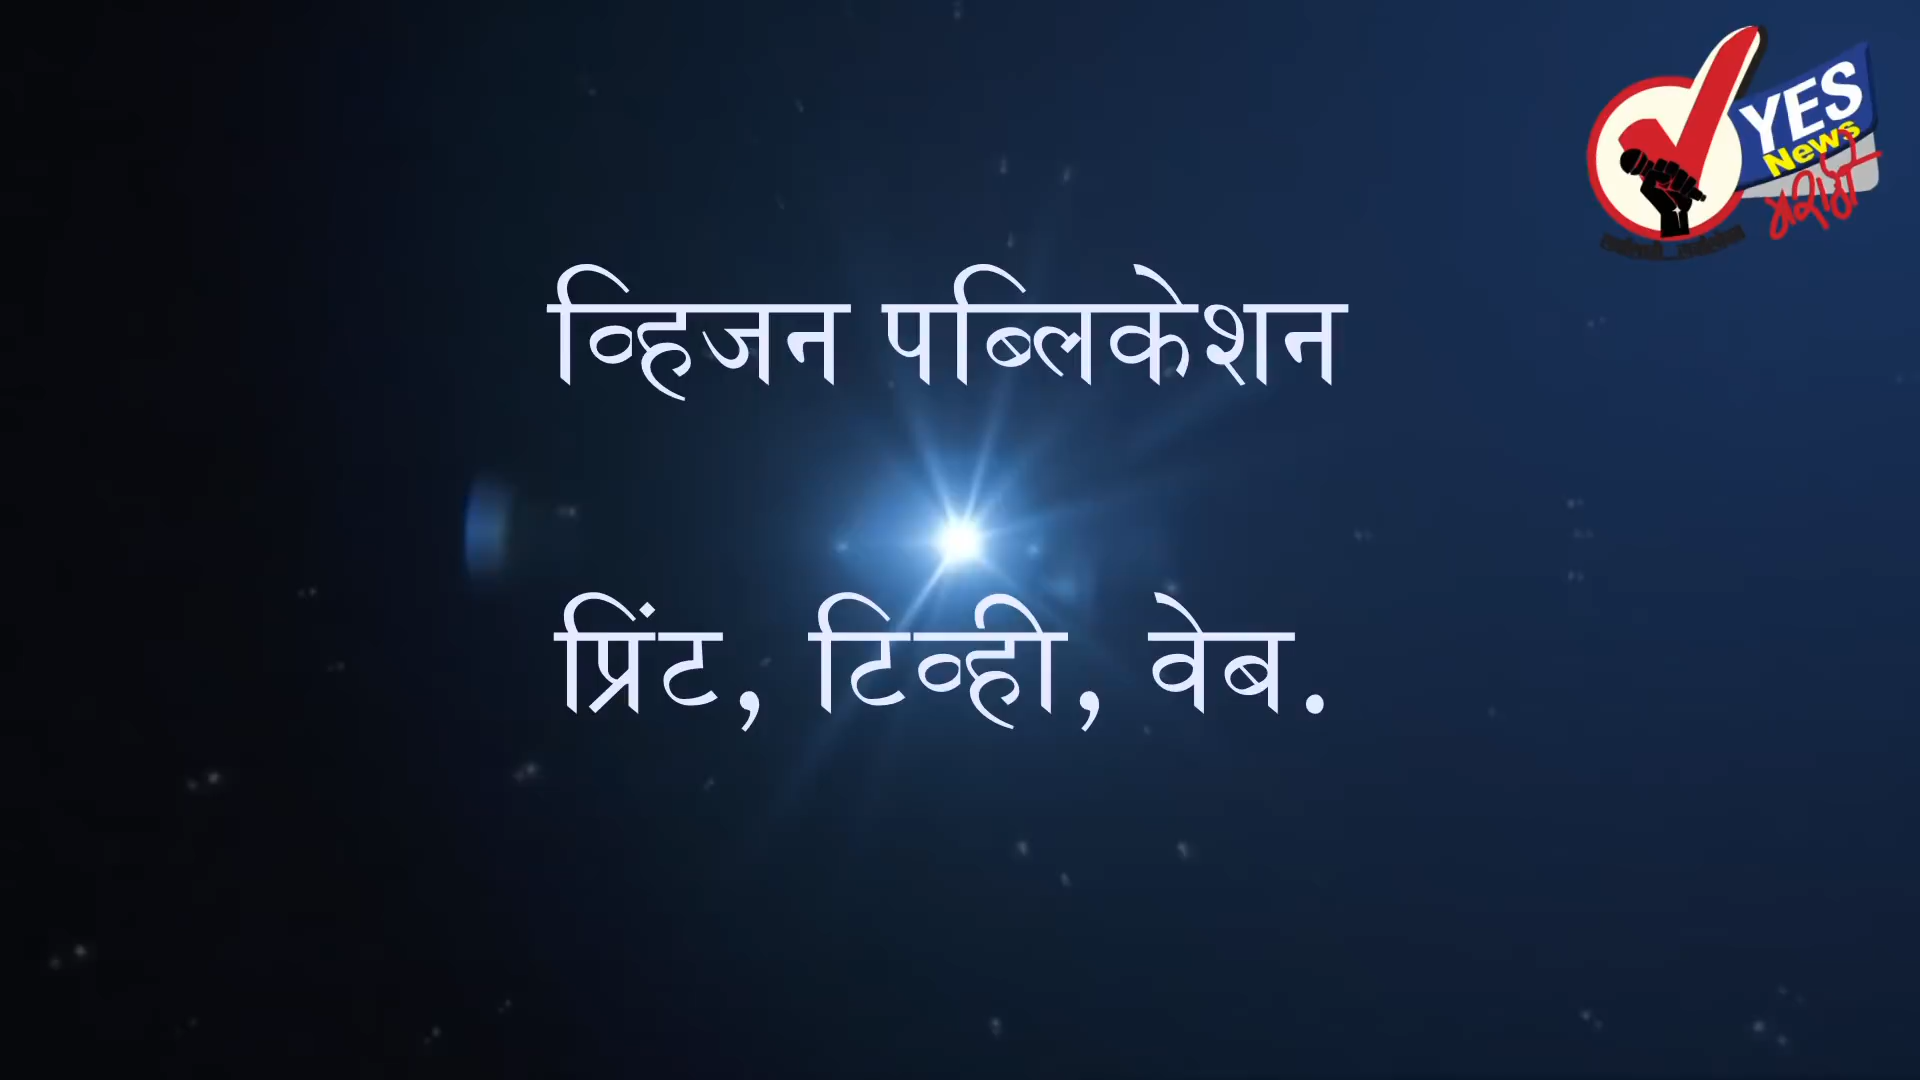 YES
News
मराठी
व्हिजन पब्लिकेशन
प्रिंट, टिव्ही, वेब.